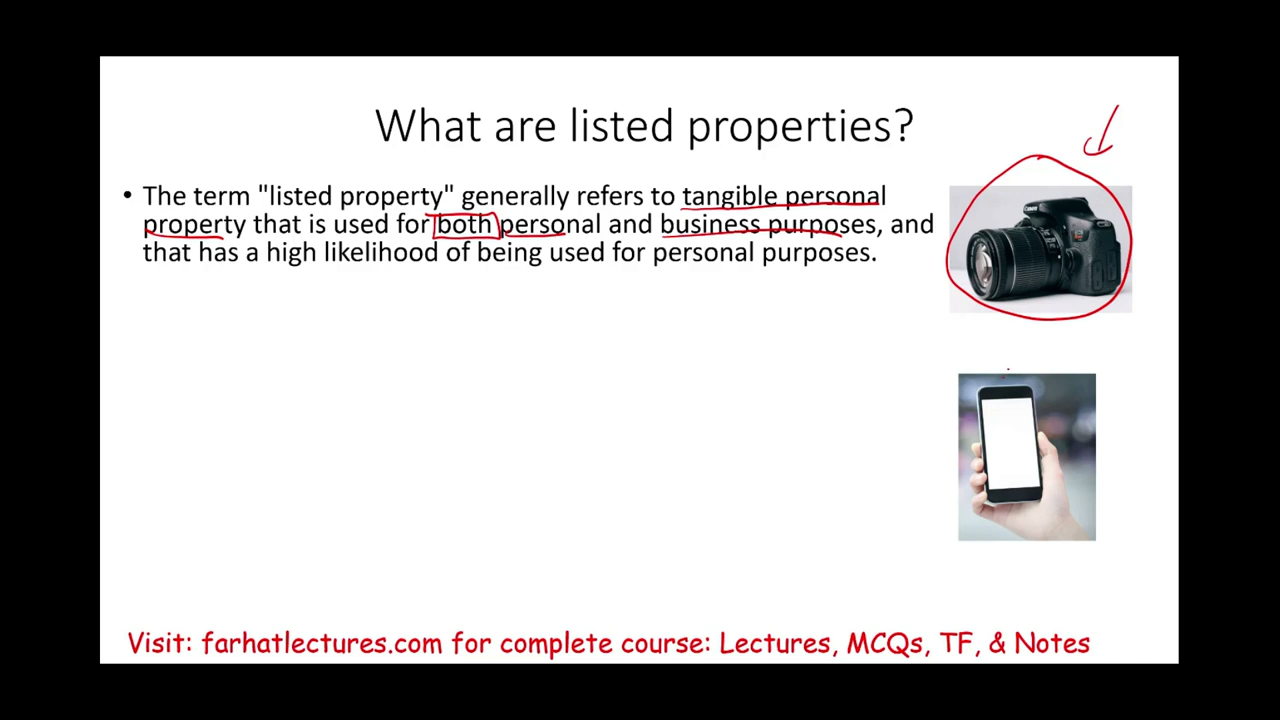 What are listed properties?
• The term "listed property" generally refers to tangible personal
property that is used for both personal and business purposes, and
that has a high likelihood of being used for personal purposes.
Canon
Visit: farhatlectures.com for complete course: Lectures, MCQs, TF, & Notes